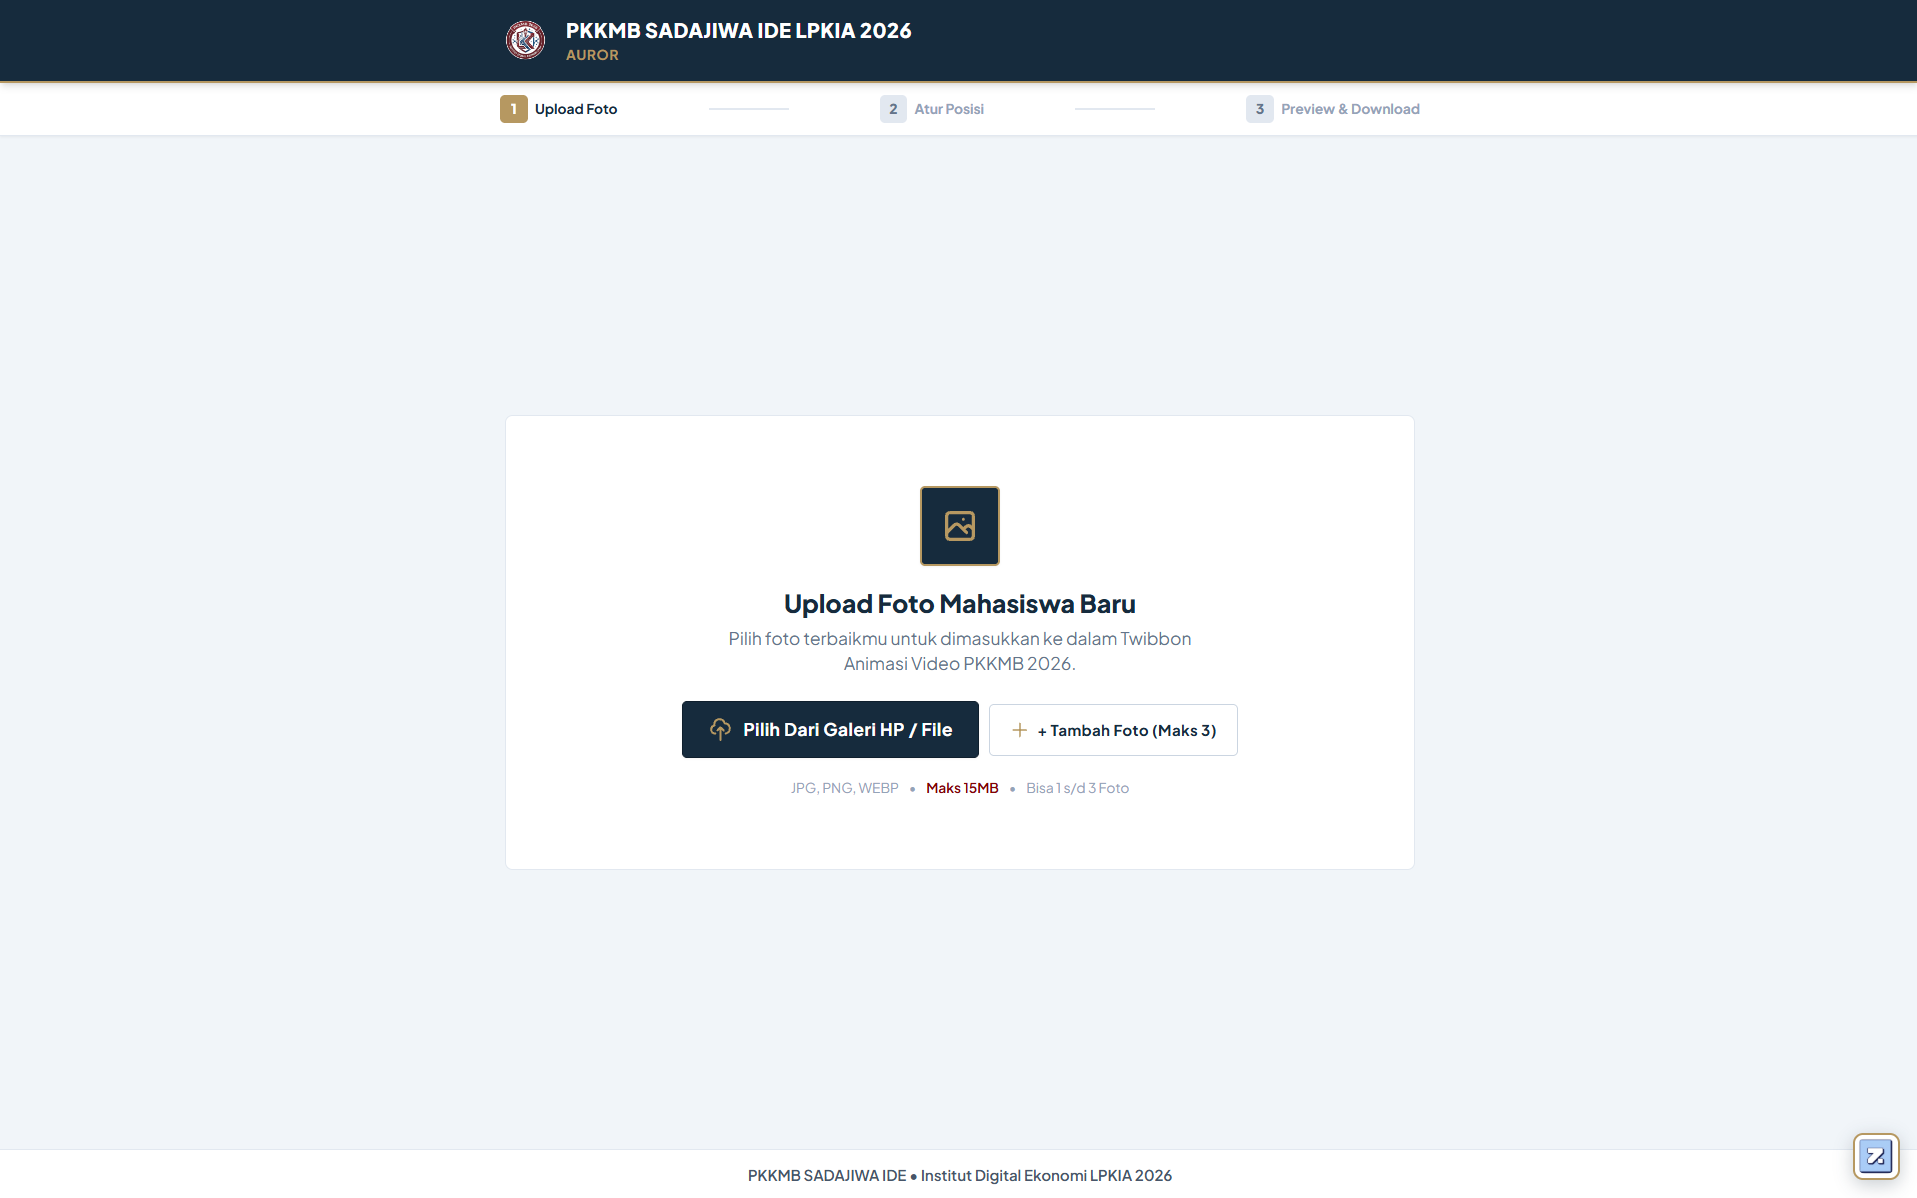 PKKMB SADAJIWA IDE LPKIA 2026
AUROR
1 Upload Foto
2 Atur Posisi
3 Preview & Download
Upload Foto Mahasiswa Baru
Pilih foto terbaikmu untuk dimasukkan ke dalam Twibbon
Animasi Video PKKMB 2026.
Pilih Dari Galeri HP / File
+ Tambah Foto (Maks 3)
JPG, PNG, WEBP • Maks 15MB • Bisa 1 s/d 3 Foto
PKKMB SADAJIWA IDE • Institut Digital Ekonomi LPKIA 2026